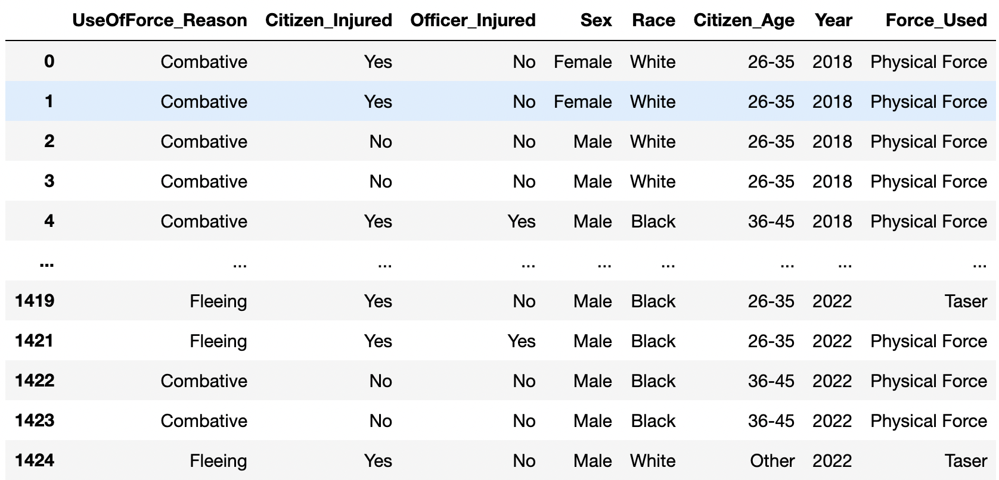 UseOfForce_Reason Citizen_Injured Officer_Injured Sex Race Citizen_Age Year Force_Used
0 Combative Yes No Female White 26-35 2018 Physical Force
1 Combative Yes No Female White 26-35 2018 Physical Force
2 Combative No No Male White 26-35 2018 Physical Force
3 Combative No No Male White 26-35 2018 Physical Force
4 Combative Yes Yes Male Black 36-45 2018 Physical Force
... ... ... ... ... ... ... ... ...
1419 Fleeing Yes No Male Black 26-35 2022 Taser
1421 Fleeing Yes Yes Male Black 26-35 2022 Physical Force
1422 Combative No No Male Black 36-45 2022 Physical Force
1423 Combative No No Male Black 36-45 2022 Physical Force
1424 Fleeing Yes No Male White Other 2022 Taser